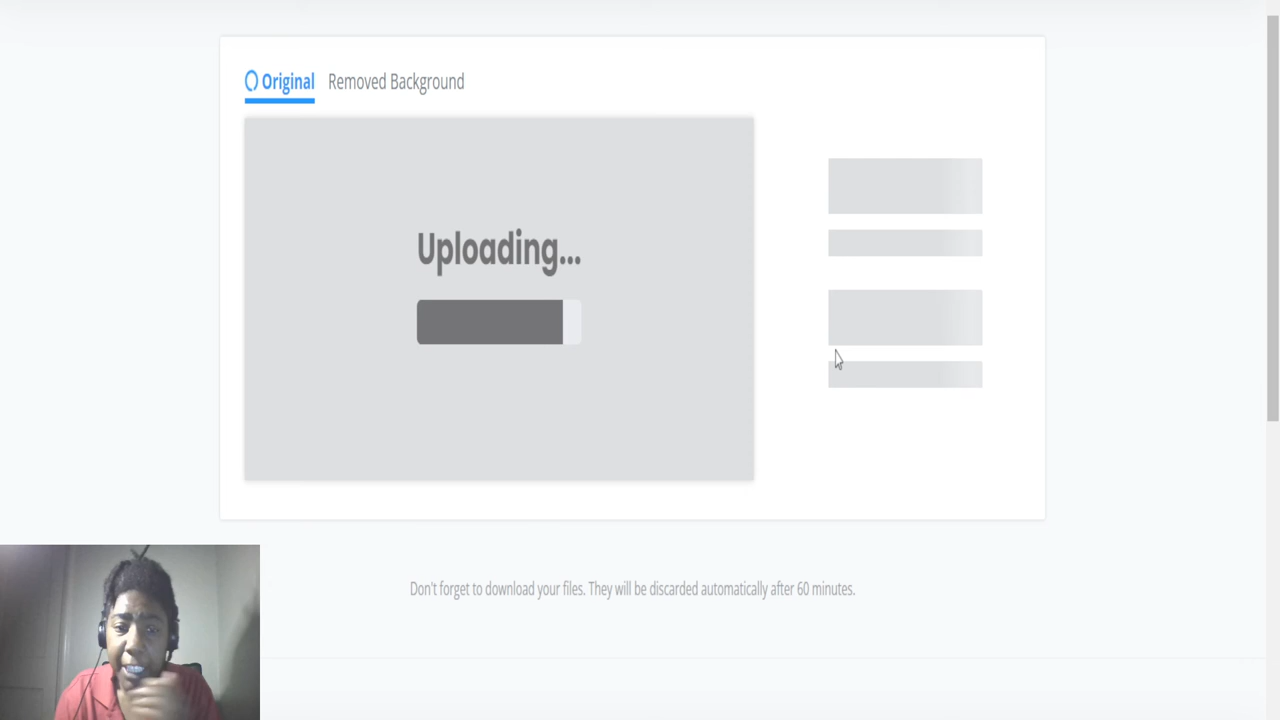 Original Removed Background
Uploading...
Don't forget to download your files. They will be discarded automatically after 60 minutes.